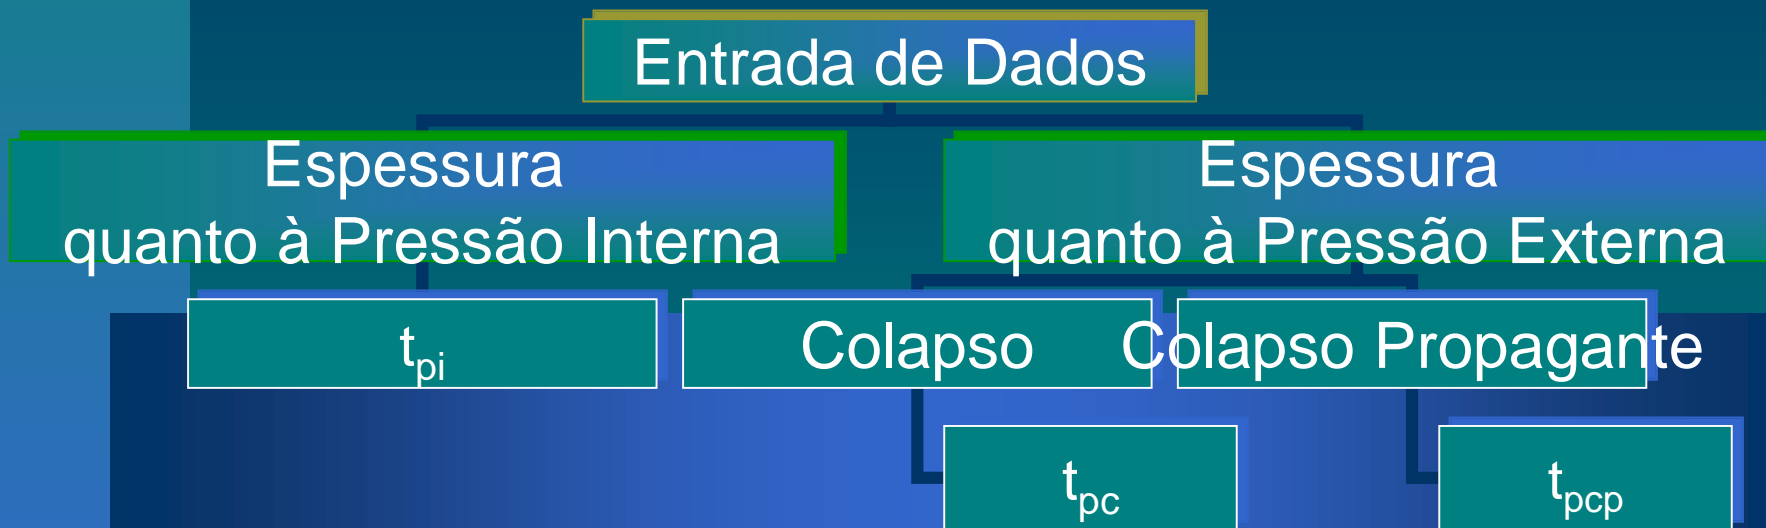 Entrada de Dados
Espessura
quanto à Pressão Interna
Espessura
quanto à Pressão Externa
tpi
Colapso
Colapso Propagante
tpc
tpcp